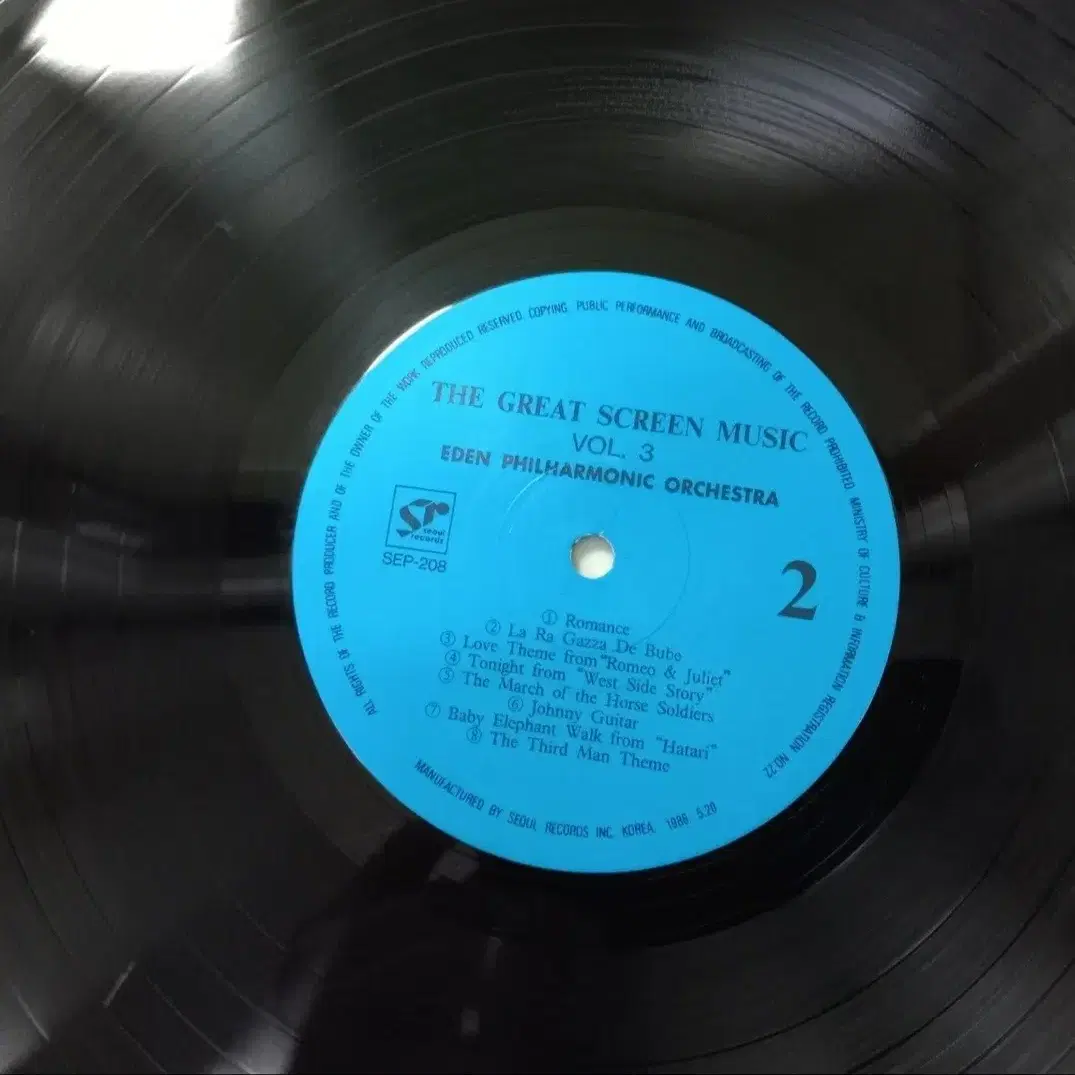 THE GREAT SCREEN MUSIC
VOL. 3
EDEN PHILHARMONIC ORCHESTRA
sr
seoul
records
SEP-208
2
① Romance
② La Ra Gazza De Bube
③ Love Theme from "Romeo & Juliet"
④ Tonight from "West Side Story"
⑤ The March of the Horse Soldiers
⑥ Johnny Guitar
⑦ Baby Elephant Walk from "Hatari"
⑧ The Third Man Theme
ALL RIGHTS OF THE RECORD PRODUCER AND OF THE OWNER OF THE WORK REPRODUCED RESERVED. COPYING. PUBLIC PERFORMANCE AND BROADCASTING OF THE RECORD PROHIBITED. MINISTRY OF CULTURE & INFORMATION REGISTRATION NO.22
MANUFACTURED BY SEOUL RECORDS INC. KOREA. 1986 5.20